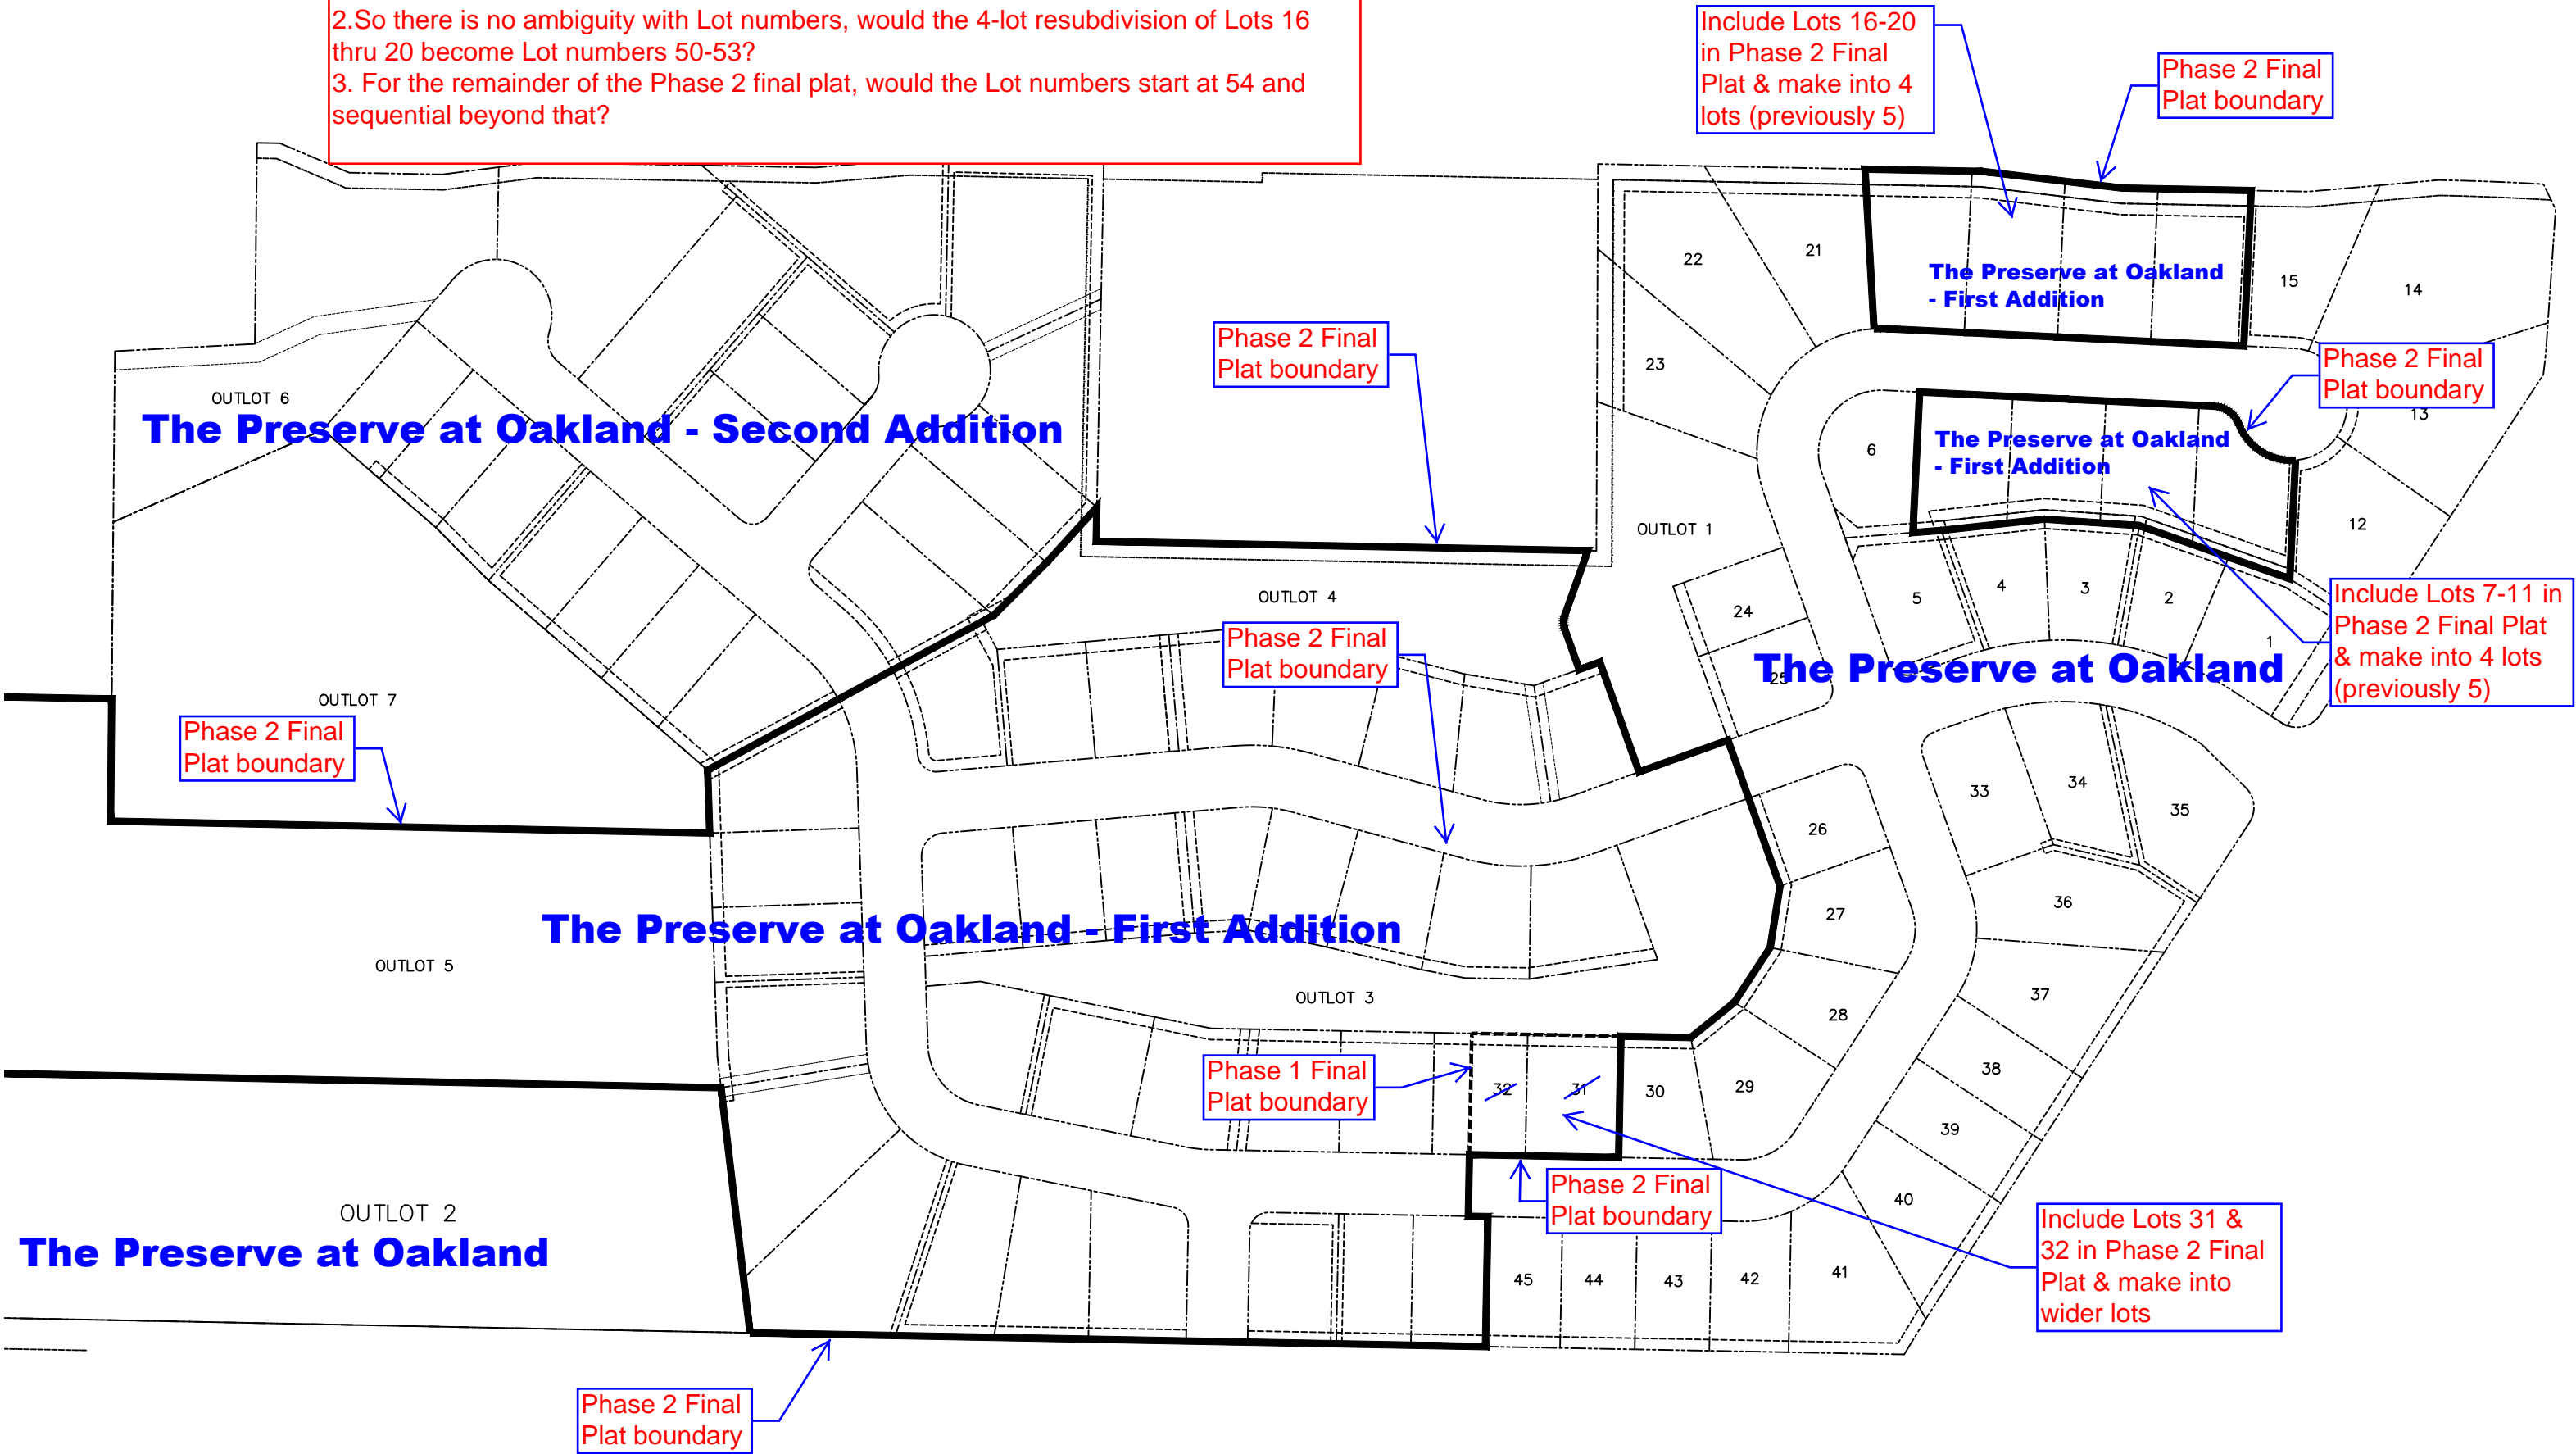 2.So there is no ambiguity with Lot numbers, would the 4-lot resubdivision of Lots 16
thru 20 become Lot numbers 50-53?
3. For the remainder of the Phase 2 final plat, would the Lot numbers start at 54 and
sequential beyond that?
Include Lots 16-20
in Phase 2 Final
Plat & make into 4
lots (previously 5)
Phase 2 Final
Plat boundary
22
21
The Preserve at Oakland
- First Addition
15
14
Phase 2 Final
Plat boundary
23
Phase 2 Final
Plat boundary
13
OUTLOT 6
The Preserve at Oakland - Second Addition
6
The Preserve at Oakland
- First Addition
OUTLOT 1
12
OUTLOT 4
24
5
4
3
2
1
Include Lots 7-11 in
Phase 2 Final Plat
& make into 4 lots
(previously 5)
Phase 2 Final
Plat boundary
25
The Preserve at Oakland
OUTLOT 7
Phase 2 Final
Plat boundary
33
34
35
26
27
36
The Preserve at Oakland - First Addition
OUTLOT 5
OUTLOT 3
37
28
Phase 1 Final
Plat boundary
32
31
30
29
38
39
Phase 2 Final
Plat boundary
40
OUTLOT 2
The Preserve at Oakland
Include Lots 31 &
32 in Phase 2 Final
Plat & make into
wider lots
45
44
43
42
41
Phase 2 Final
Plat boundary